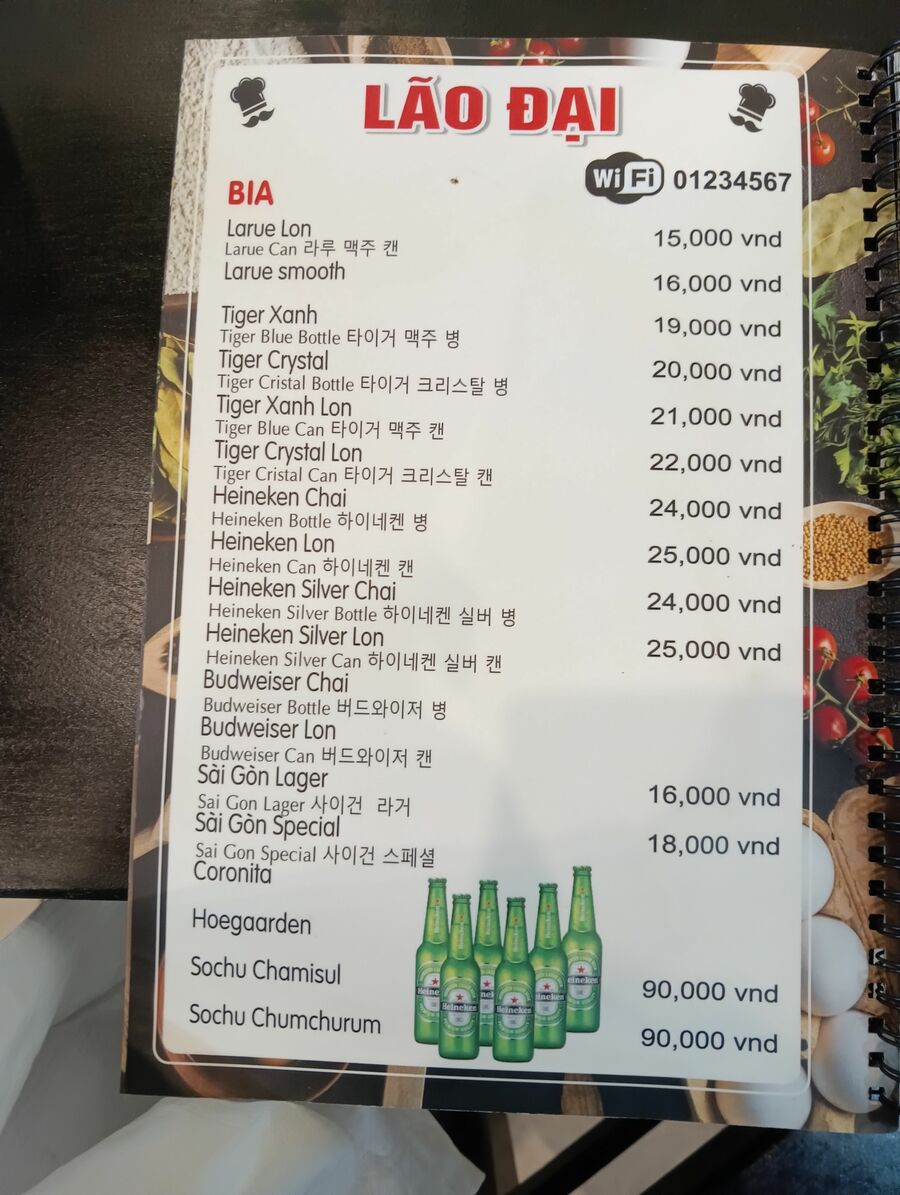 LÃO ĐẠI
WiFi 01234567
BIA
Larue Lon 15,000 vnd
Larue Can 라루 맥주 캔
Larue smooth 16,000 vnd
Tiger Xanh 19,000 vnd
Tiger Blue Bottle 타이거 맥주 병
Tiger Crystal 20,000 vnd
Tiger Cristal Bottle 타이거 크리스탈 병
Tiger Xanh Lon 21,000 vnd
Tiger Blue Can 타이거 맥주 캔
Tiger Crystal Lon 22,000 vnd
Tiger Cristal Can 타이거 크리스탈 캔
Heineken Chai 24,000 vnd
Heineken Bottle 하이네켄 병
Heineken Lon 25,000 vnd
Heineken Can 하이네켄 캔
Heineken Silver Chai 24,000 vnd
Heineken Silver Bottle 하이네켄 실버 병
Heineken Silver Lon 25,000 vnd
Heineken Silver Can 하이네켄 실버 캔
Budweiser Chai
Budweiser Bottle 버드와이저 병
Budweiser Lon
Budweiser Can 버드와이저 캔
Sài Gòn Lager 16,000 vnd
Sai Gon Lager 사이건 라거
Sài Gòn Special 18,000 vnd
Sai Gon Special 사이건 스페셜
Coronita
Hoegaarden
Sochu Chamisul 90,000 vnd
Sochu Chumchurum 90,000 vnd
Heineken
Heineken